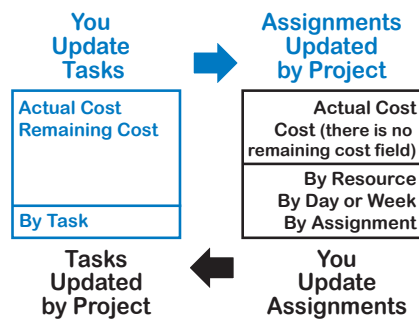 You
Update
Tasks
Assignments
Updated
by Project
Actual Cost
Remaining Cost
By Task
Actual Cost
Cost (there is no
remaining cost field)
By Resource
By Day or Week
By Assignment
Tasks
Updated
by Project
You
Update
Assignments